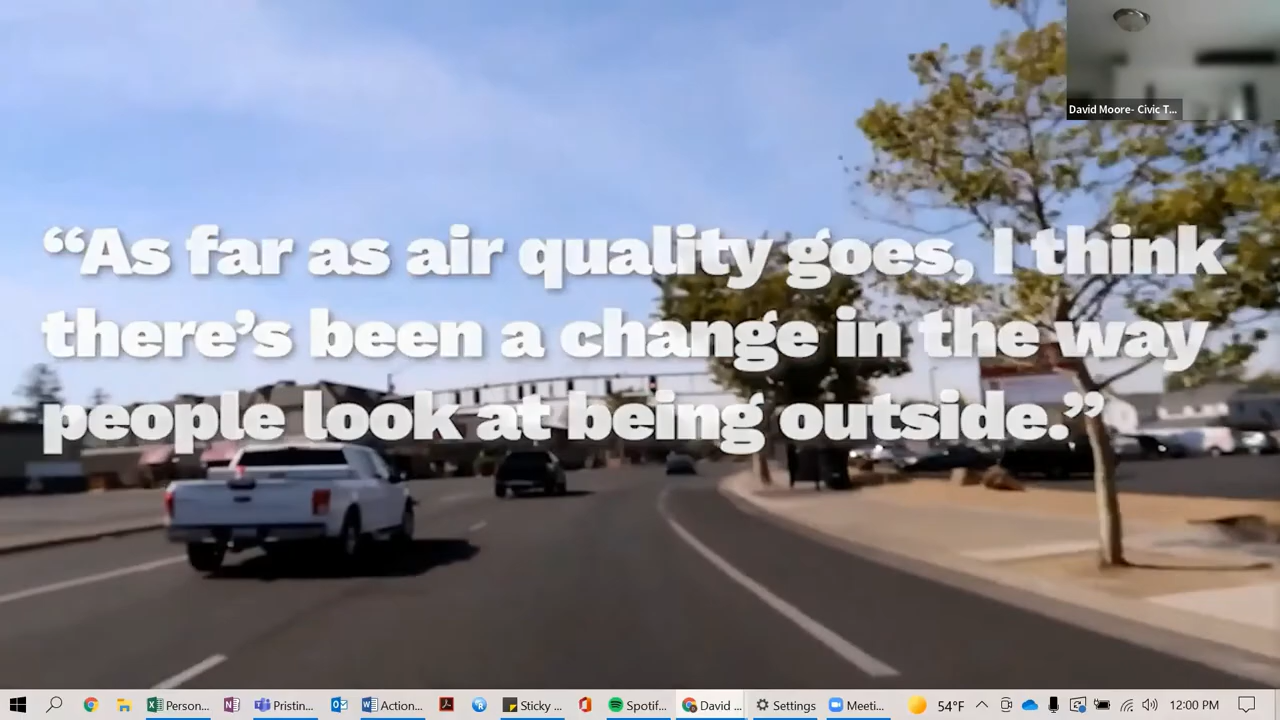 David Moore- Civic T...
“As far as air quality goes, I think
there’s been a change in the way
people look at being outside.”
Person...
Pristin...
Action...
Sticky ...
Spotif...
David ...
Settings
Meeti...
54°F
12:00 PM